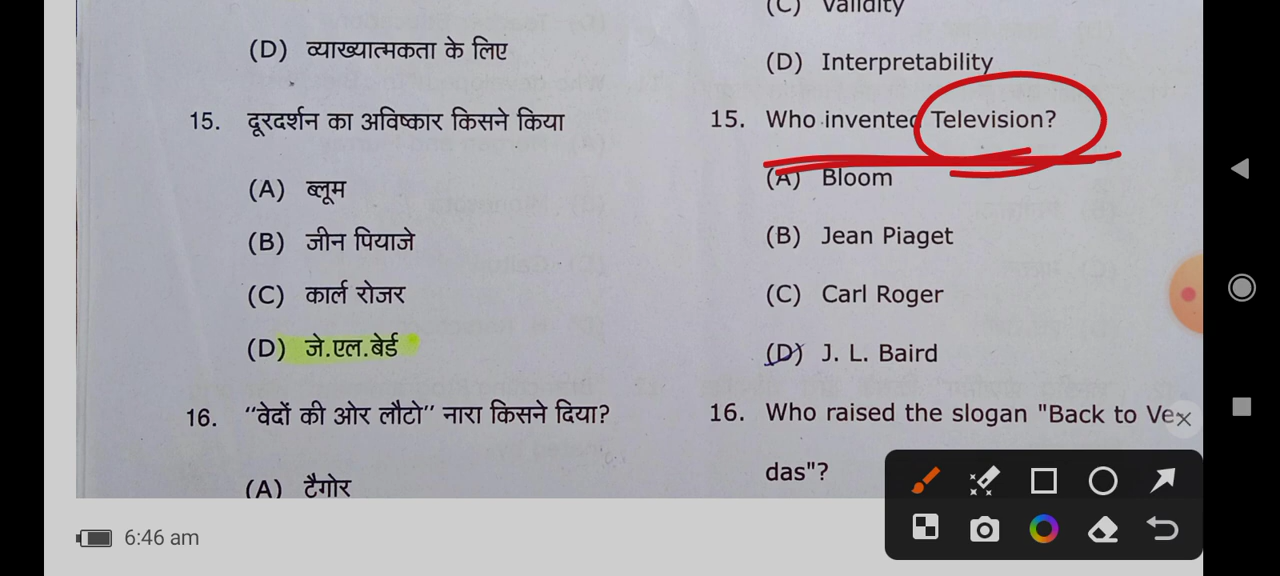 (D) व्याख्यात्मकता के लिए
15. दूरदर्शन का अविष्कार किसने किया
(A) ब्लूम
(B) जीन पियाजे
(C) कार्ल रोजर
(D) जे.एल.बेर्ड
16. "वेदों की ओर लौटो" नारा किसने दिया?
(A) टैगोर
(C) Validity
(D) Interpretability
15. Who invented Television?
(A) Bloom
(B) Jean Piaget
(C) Carl Roger
(D) J. L. Baird
16. Who raised the slogan "Back to Ve
das"?
6:46 am